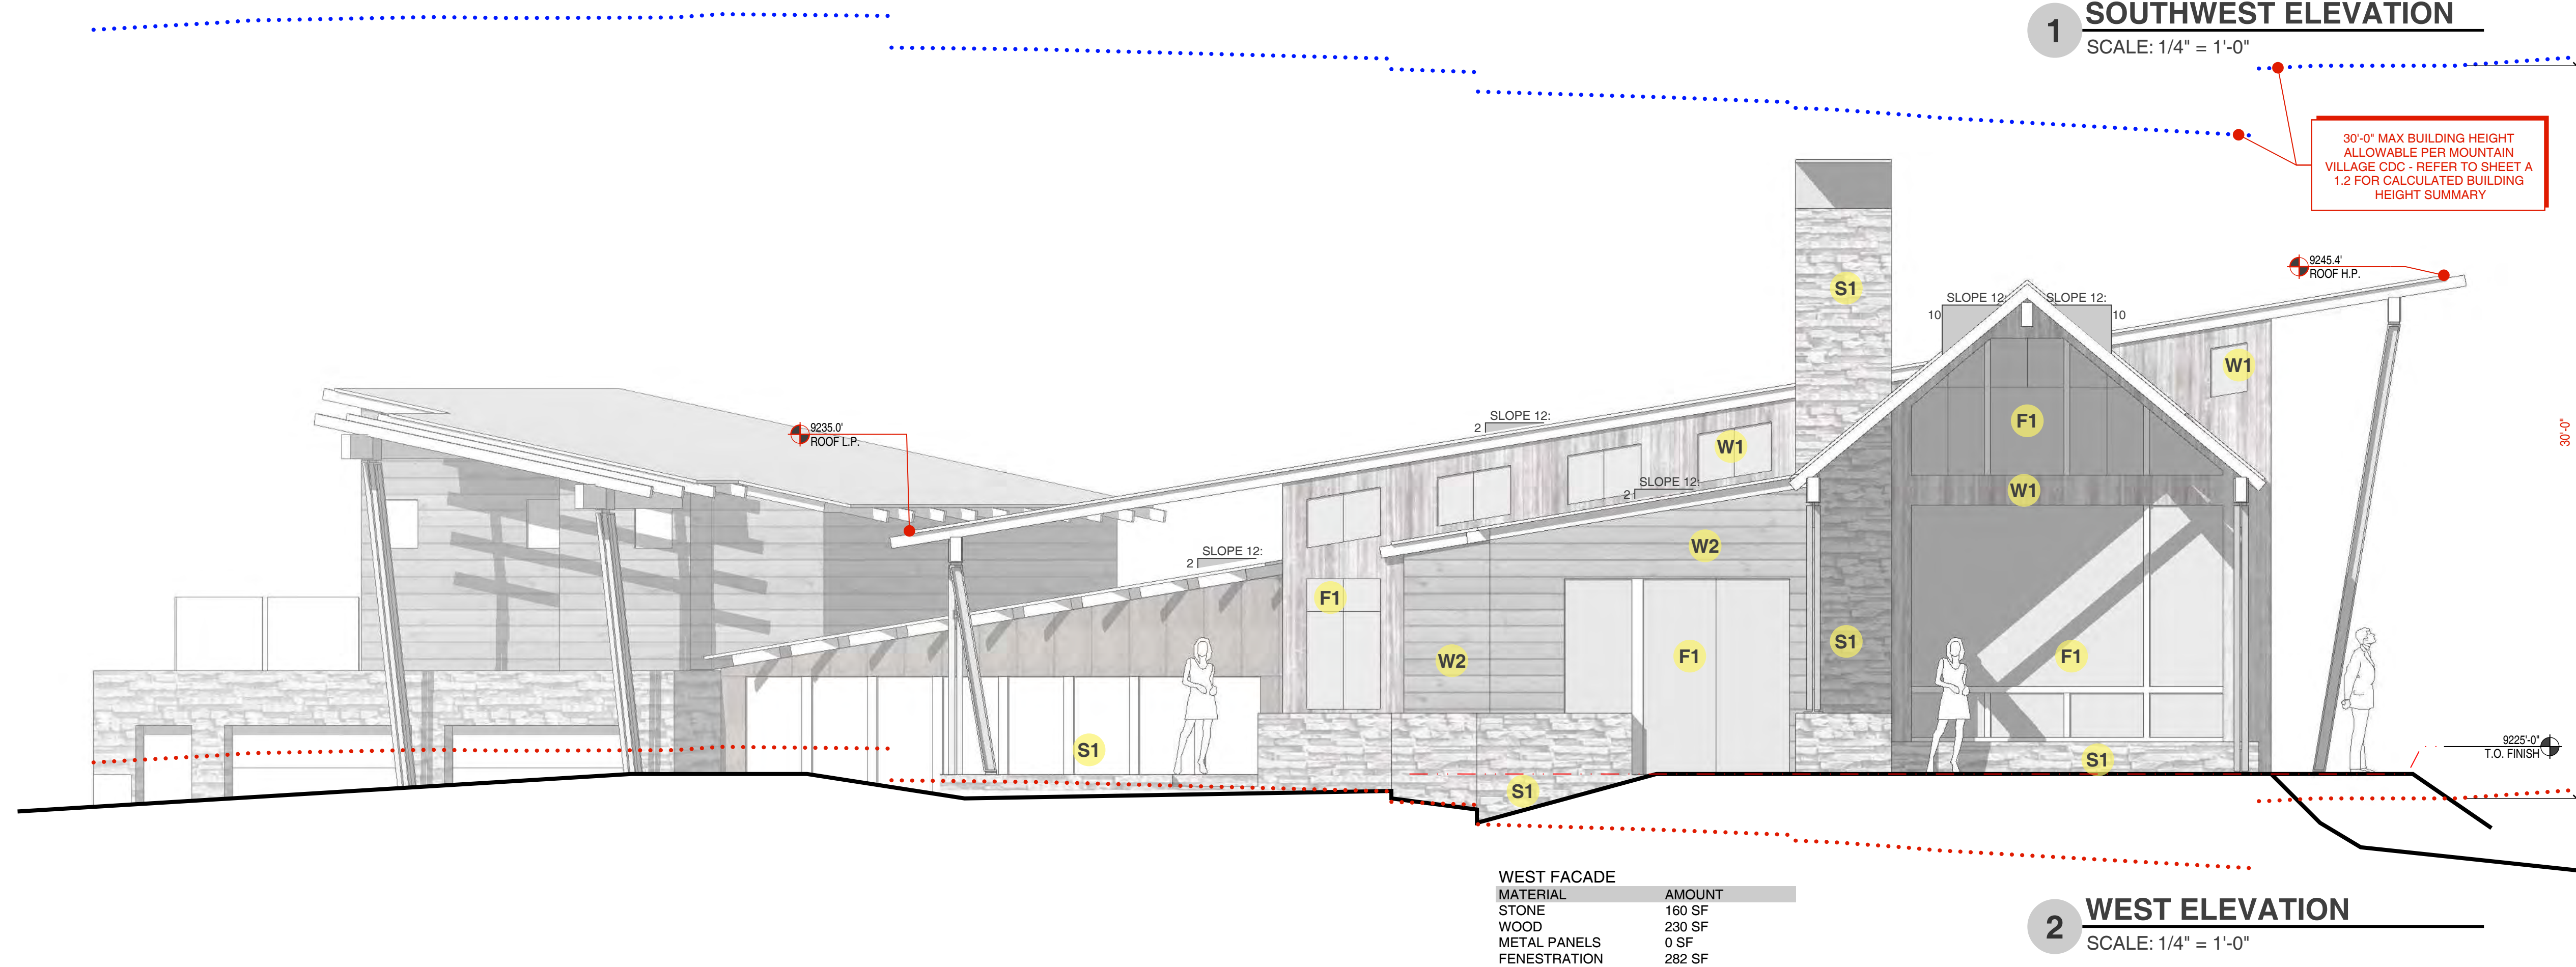 1 SOUTHWEST ELEVATION
SCALE: 1/4" = 1'-0"
30'-0" MAX BUILDING HEIGHT
ALLOWABLE PER MOUNTAIN
VILLAGE CDC - REFER TO SHEET A
1.2 FOR CALCULATED BUILDING
HEIGHT SUMMARY
9245.4'
ROOF H.P.
S1
SLOPE 12:
SLOPE 12:
10
10
W1
9235.0'
ROOF L.P.
SLOPE 12:
2
F1
30'-0"
W1
SLOPE 12:
2
W1
SLOPE 12:
2
W2
F1
W2
F1
S1
F1
S1
9225'-0"
T.O. FINISH
S1
S1
WEST FACADE
MATERIAL AMOUNT
STONE 160 SF
WOOD 230 SF
METAL PANELS 0 SF
FENESTRATION 282 SF
2 WEST ELEVATION
SCALE: 1/4" = 1'-0"